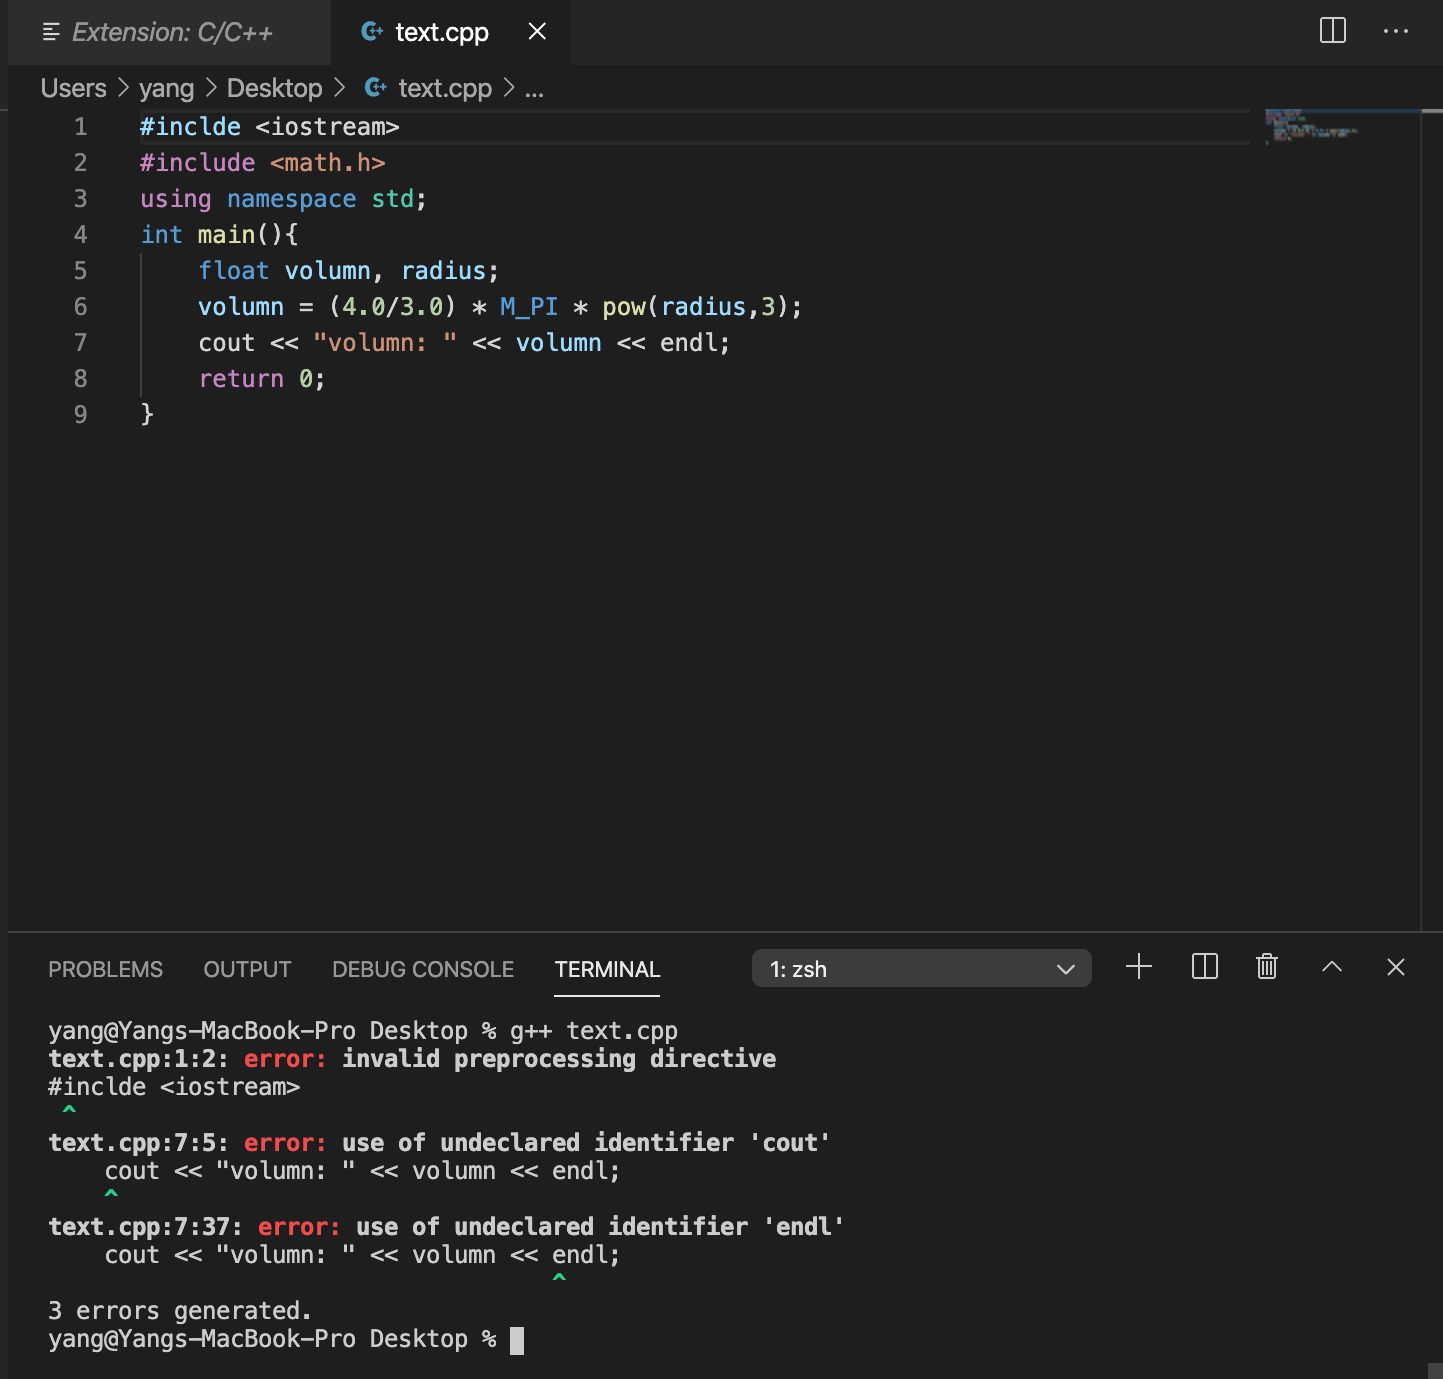 Extension: C/C++ text.cpp
Users > yang > Desktop > text.cpp > ...
1 #inclde <iostream>
2 #include <math.h>
3 using namespace std;
4 int main(){
5     float volumn, radius;
6     volumn = (4.0/3.0) * M_PI * pow(radius,3);
7     cout << "volumn: " << volumn << endl;
8     return 0;
9 }
PROBLEMS OUTPUT DEBUG CONSOLE TERMINAL 1: zsh
yang@Yangs-MacBook-Pro Desktop % g++ text.cpp
text.cpp:1:2: error: invalid preprocessing directive
#inclde <iostream>
 ^
text.cpp:7:5: error: use of undeclared identifier 'cout'
    cout << "volumn: " << volumn << endl;
    ^
text.cpp:7:37: error: use of undeclared identifier 'endl'
    cout << "volumn: " << volumn << endl;
                                    ^
3 errors generated.
yang@Yangs-MacBook-Pro Desktop %